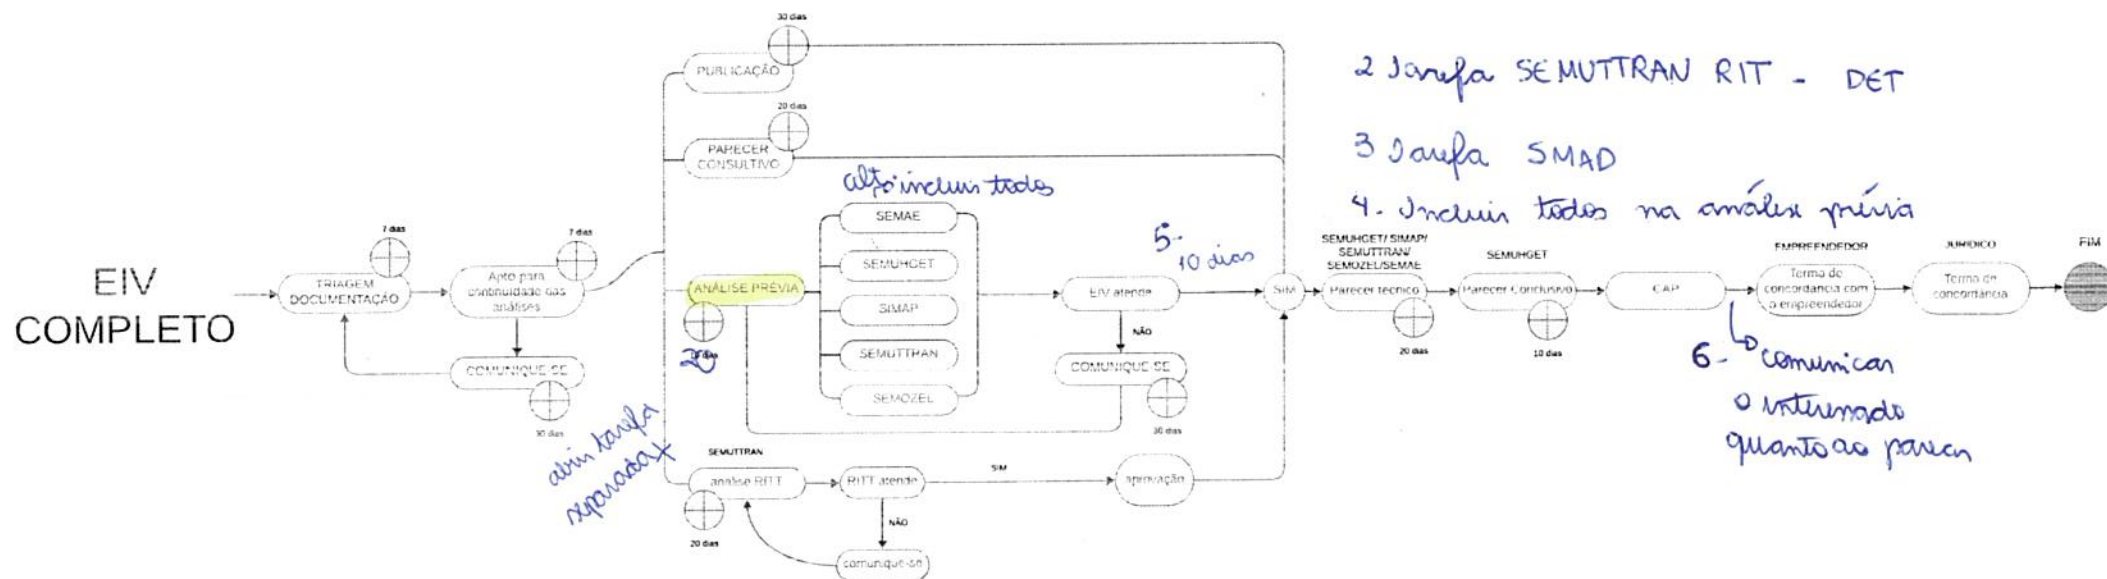 EIV
COMPLETO
7 dias
TRIAGEM
DOCUMENTAÇÃO
7 dias
Apto para
continuidade das
análises
COMUNIQUE-SE
30 dias
30 dias
PUBLICAÇÃO
20 dias
PARECER
CONSULTIVO
ANÁLISE PRÉVIA
20
dias
abrir tarefa
separada
incluir todos
SEMAE
SEMUHGET
SIMAP
SEMUTTRAN
SEMOZEL
5-
10 dias
EIV atende
NÃO
COMUNIQUE-SE
30 dias
SEMUTTRAN
análise RITT
20 dias
RITT atende
SIM
NÃO
comunique-se
aprovação
SIM
2 Tarefa SEMUTTRAN RIT - DET
3 Tarefa SMAD
4- Incluir todos na análise prévia
SEMUHGET/ SIMAP/
SEMUTTRAN/
SEMOZEL/SEMAE
Parecer técnico
20 dias
SEMUHGET
Parecer Conclusivo
10 dias
CAP
6- comunicar
o interessado
quanto ao parecer
EMPREENDEDOR
Termo de
concordância com
o empreendedor
JURÍDICO
Termo de
concordância
FIM